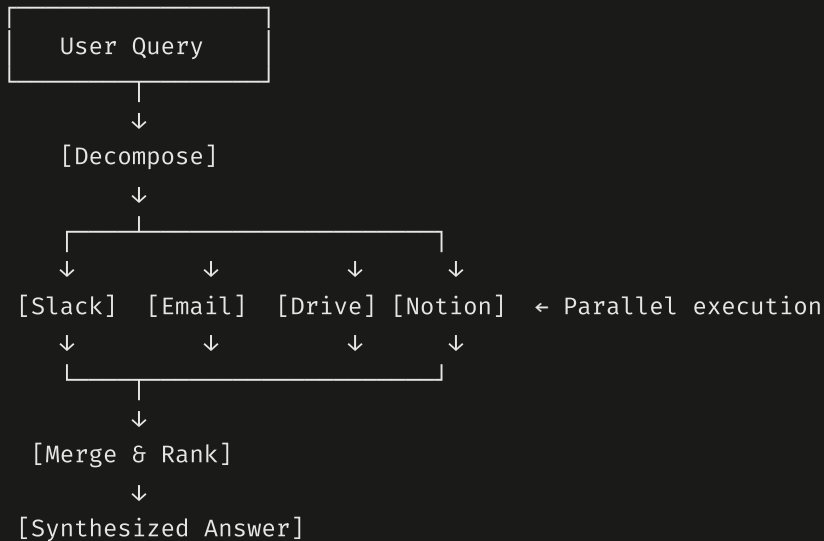 User Query
↓
[Decompose]
↓
↓ ↓ ↓ ↓
[Slack] [Email] [Drive] [Notion] ← Parallel execution
↓ ↓ ↓ ↓
↓
[Merge & Rank]
↓
[Synthesized Answer]